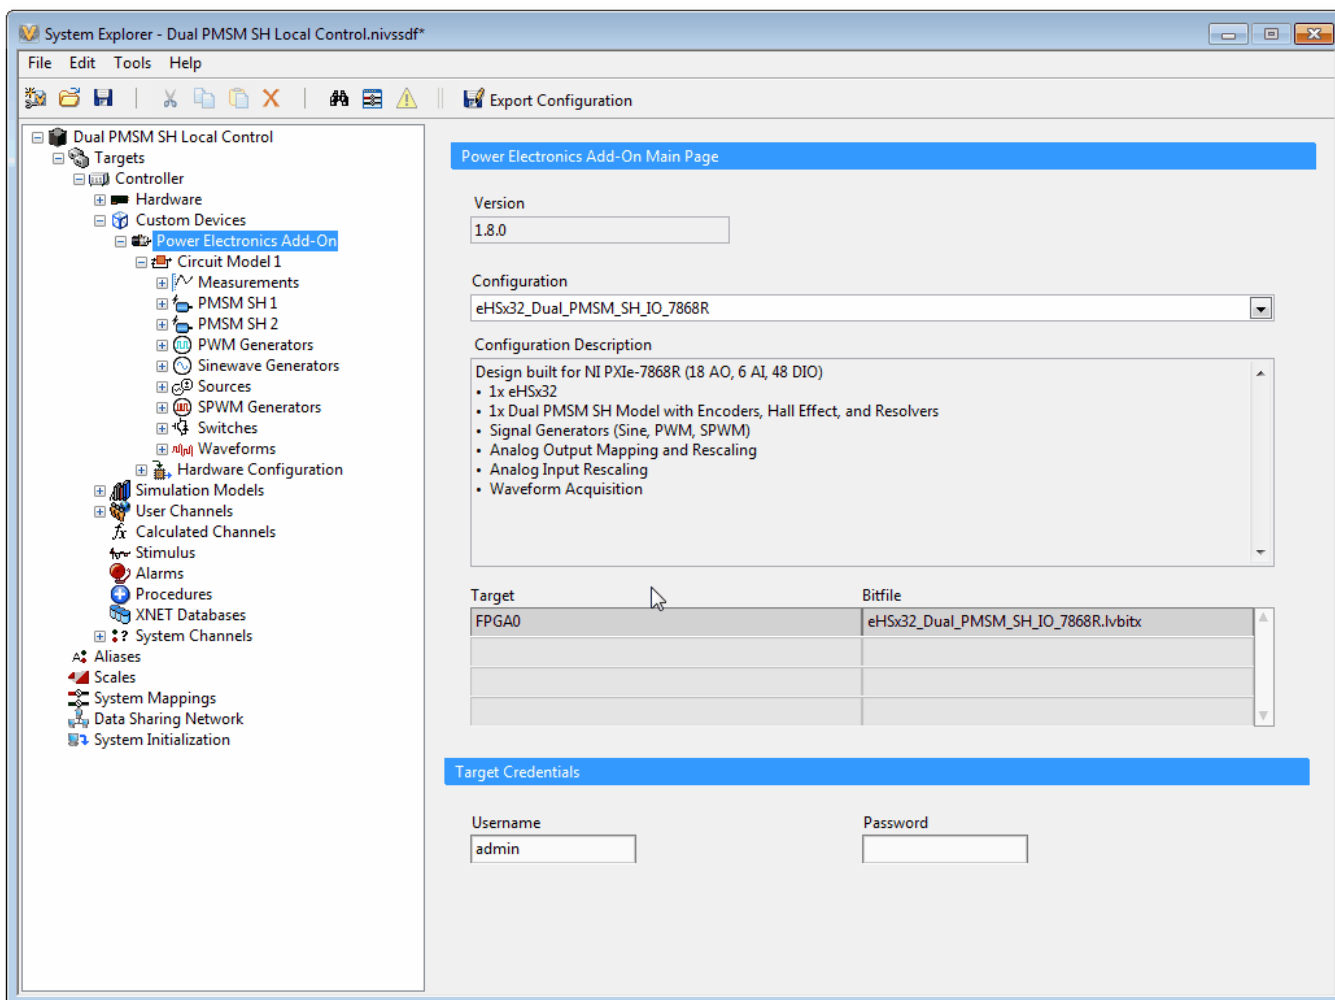 System Explorer - Dual PMSM SH Local Control.nivssdf*
File Edit Tools Help
Export Configuration
Dual PMSM SH Local Control
Targets
Controller
Hardware
Custom Devices
Power Electronics Add-On
Circuit Model 1
Measurements
PMSM SH 1
PMSM SH 2
PWM Generators
Sinewave Generators
Sources
SPWM Generators
Switches
Waveforms
Hardware Configuration
Simulation Models
User Channels
Calculated Channels
Stimulus
Alarms
Procedures
XNET Databases
System Channels
Aliases
Scales
System Mappings
Data Sharing Network
System Initialization
Power Electronics Add-On Main Page
Version
1.8.0
Configuration
eHSx32_Dual_PMSM_SH_IO_7868R
Configuration Description
Design built for NI PXIe-7868R (18 AO, 6 AI, 48 DIO)
• 1x eHSx32
• 1x Dual PMSM SH Model with Encoders, Hall Effect, and Resolvers
• Signal Generators (Sine, PWM, SPWM)
• Analog Output Mapping and Rescaling
• Analog Input Rescaling
• Waveform Acquisition
Target Bitfile
FPGA0 eHSx32_Dual_PMSM_SH_IO_7868R.lvbitx
Target Credentials
Username Password
admin